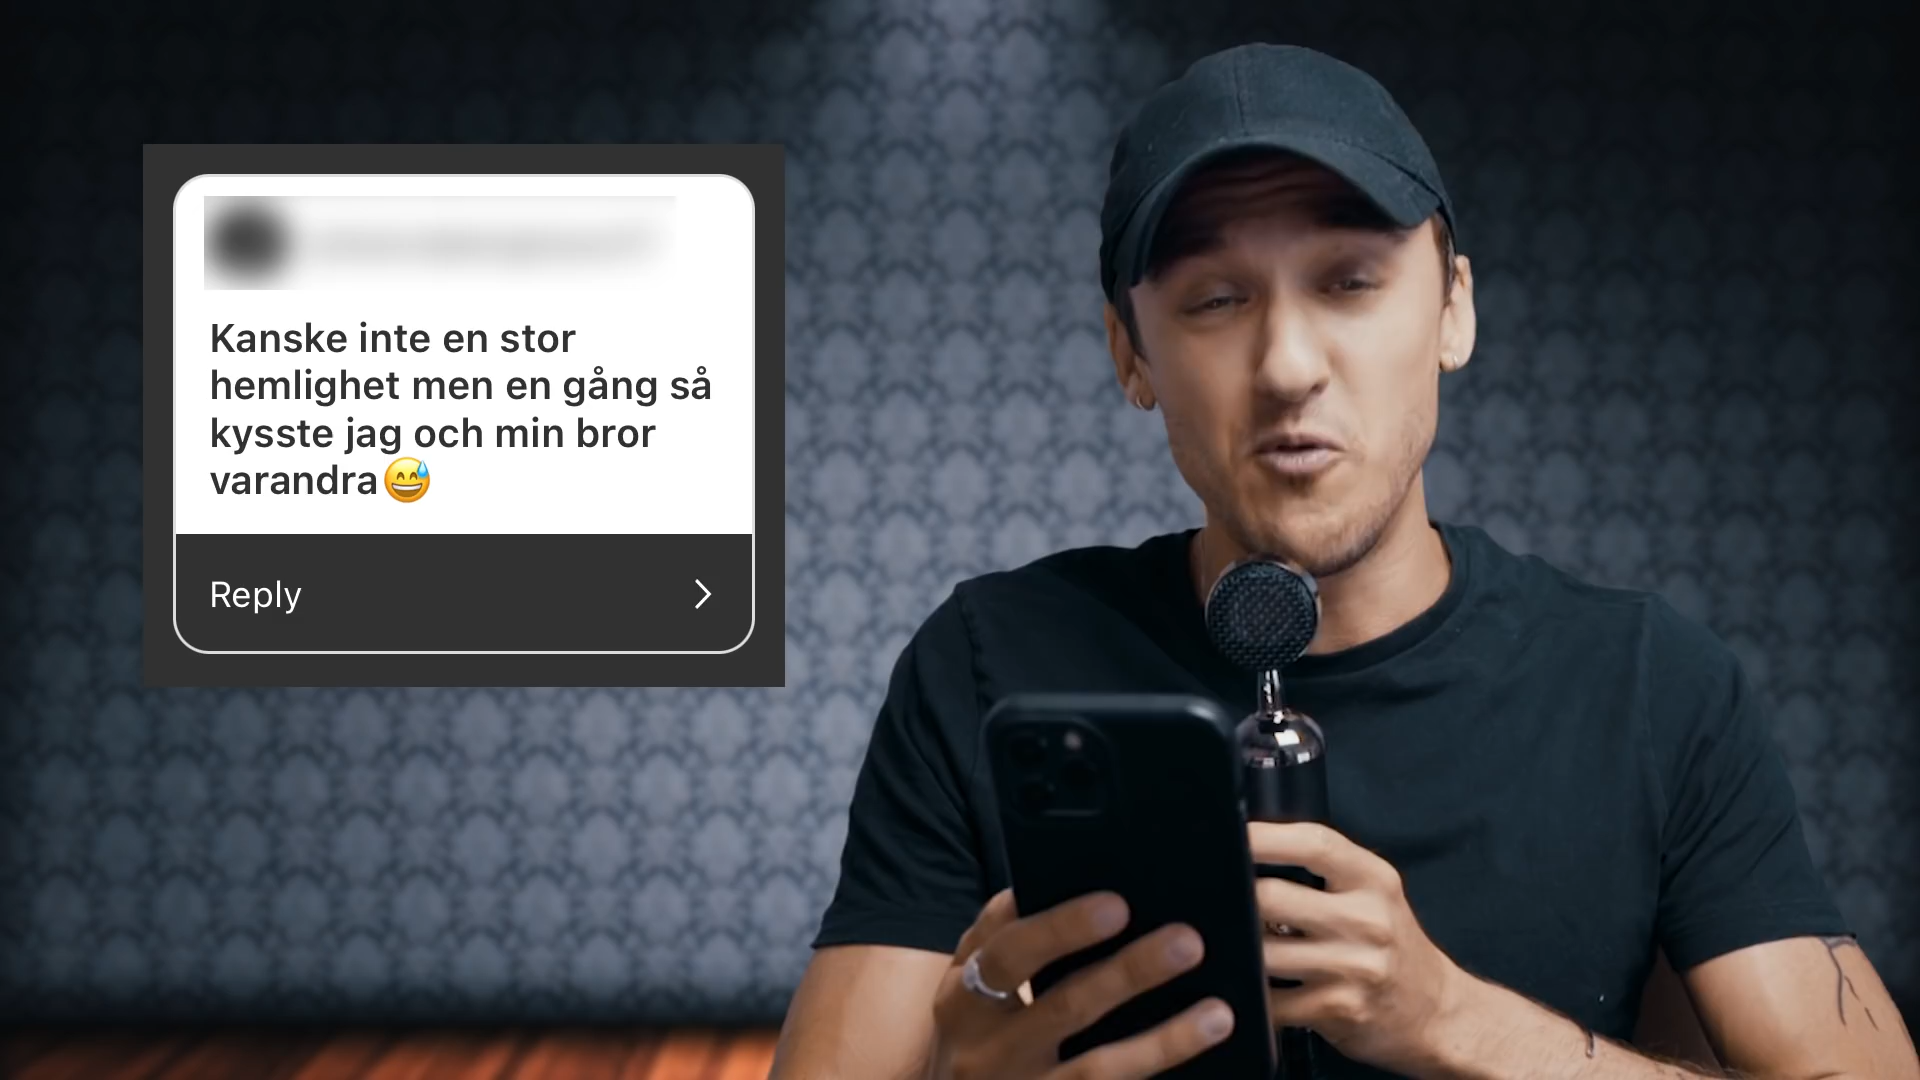 Kanske inte en stor
hemlighet men en gång så
kysste jag och min bror
varandra😅
Reply